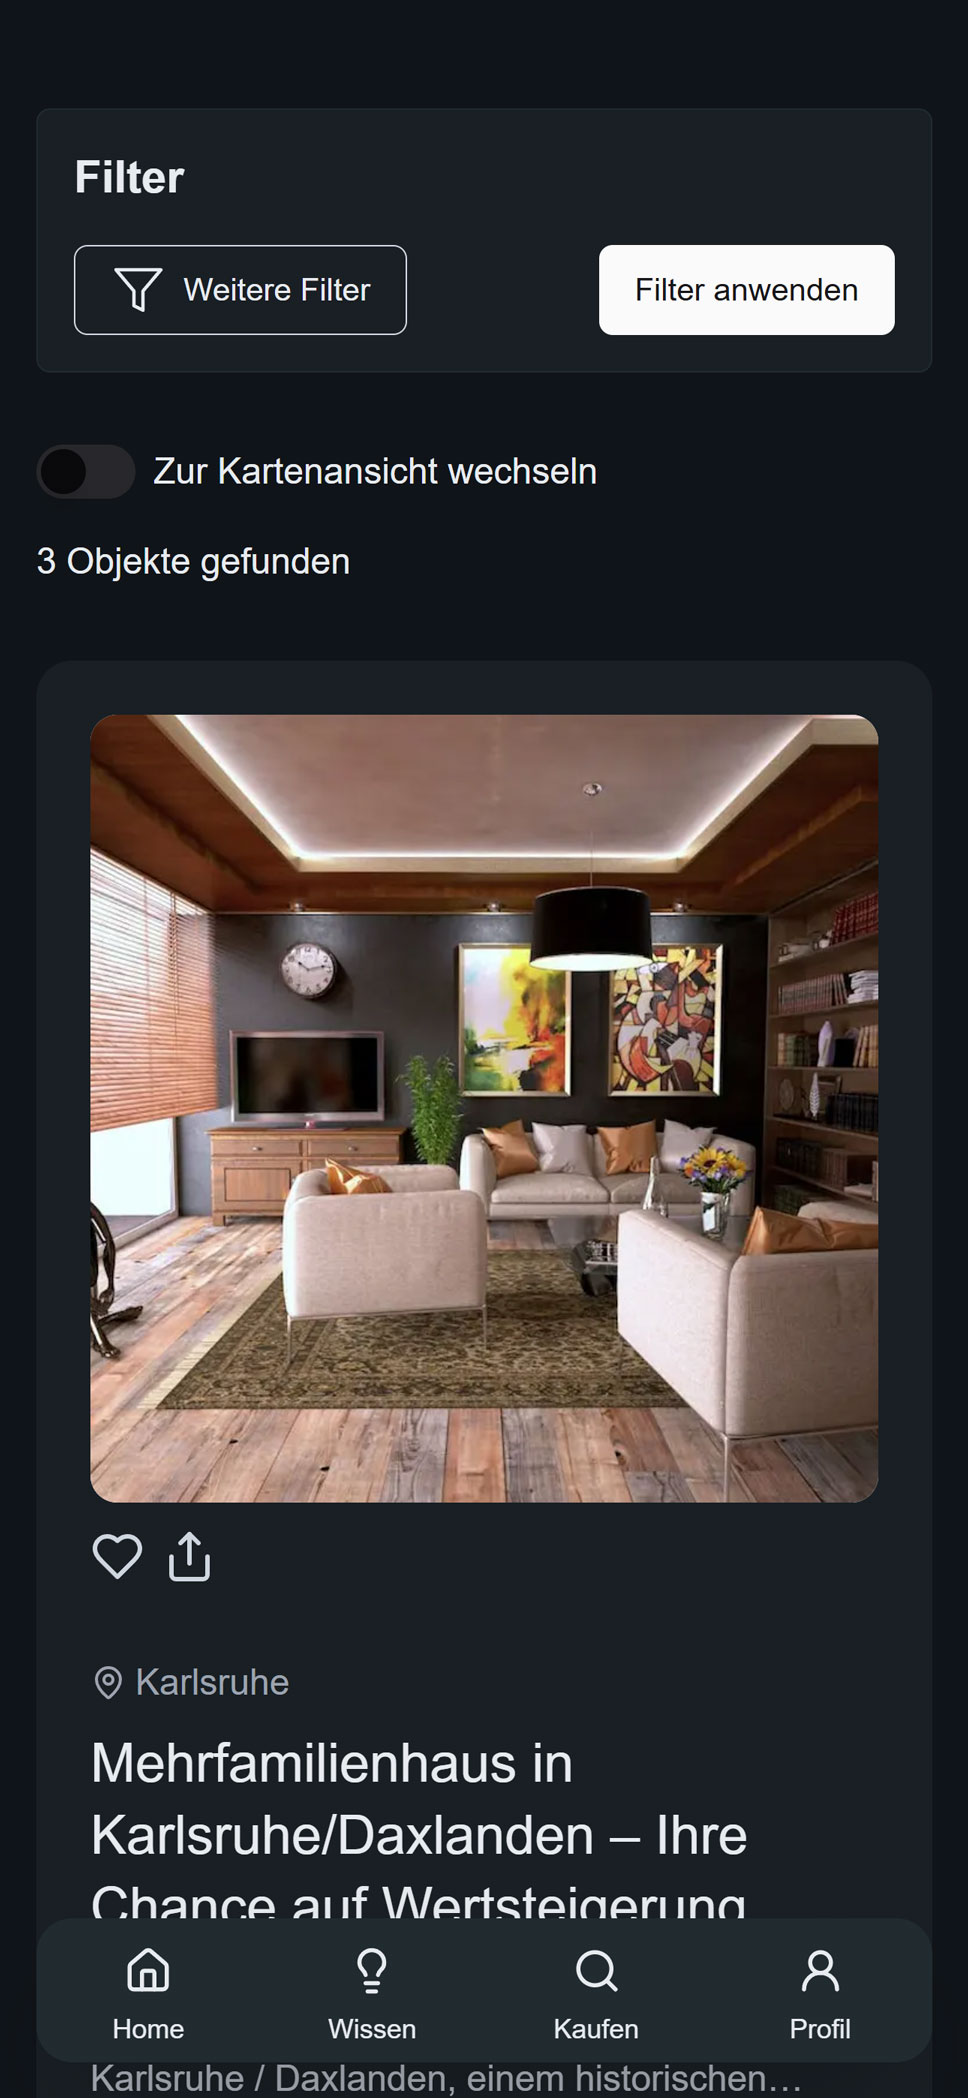 Filter
Weitere Filter
Filter anwenden
Zur Kartenansicht wechseln
3 Objekte gefunden
Karlsruhe
Mehrfamilienhaus in
Karlsruhe/Daxlanden – Ihre
Chance auf Wertsteigerung
Home
Wissen
Kaufen
Profil
Karlsruhe / Daxlanden, einem historischen…